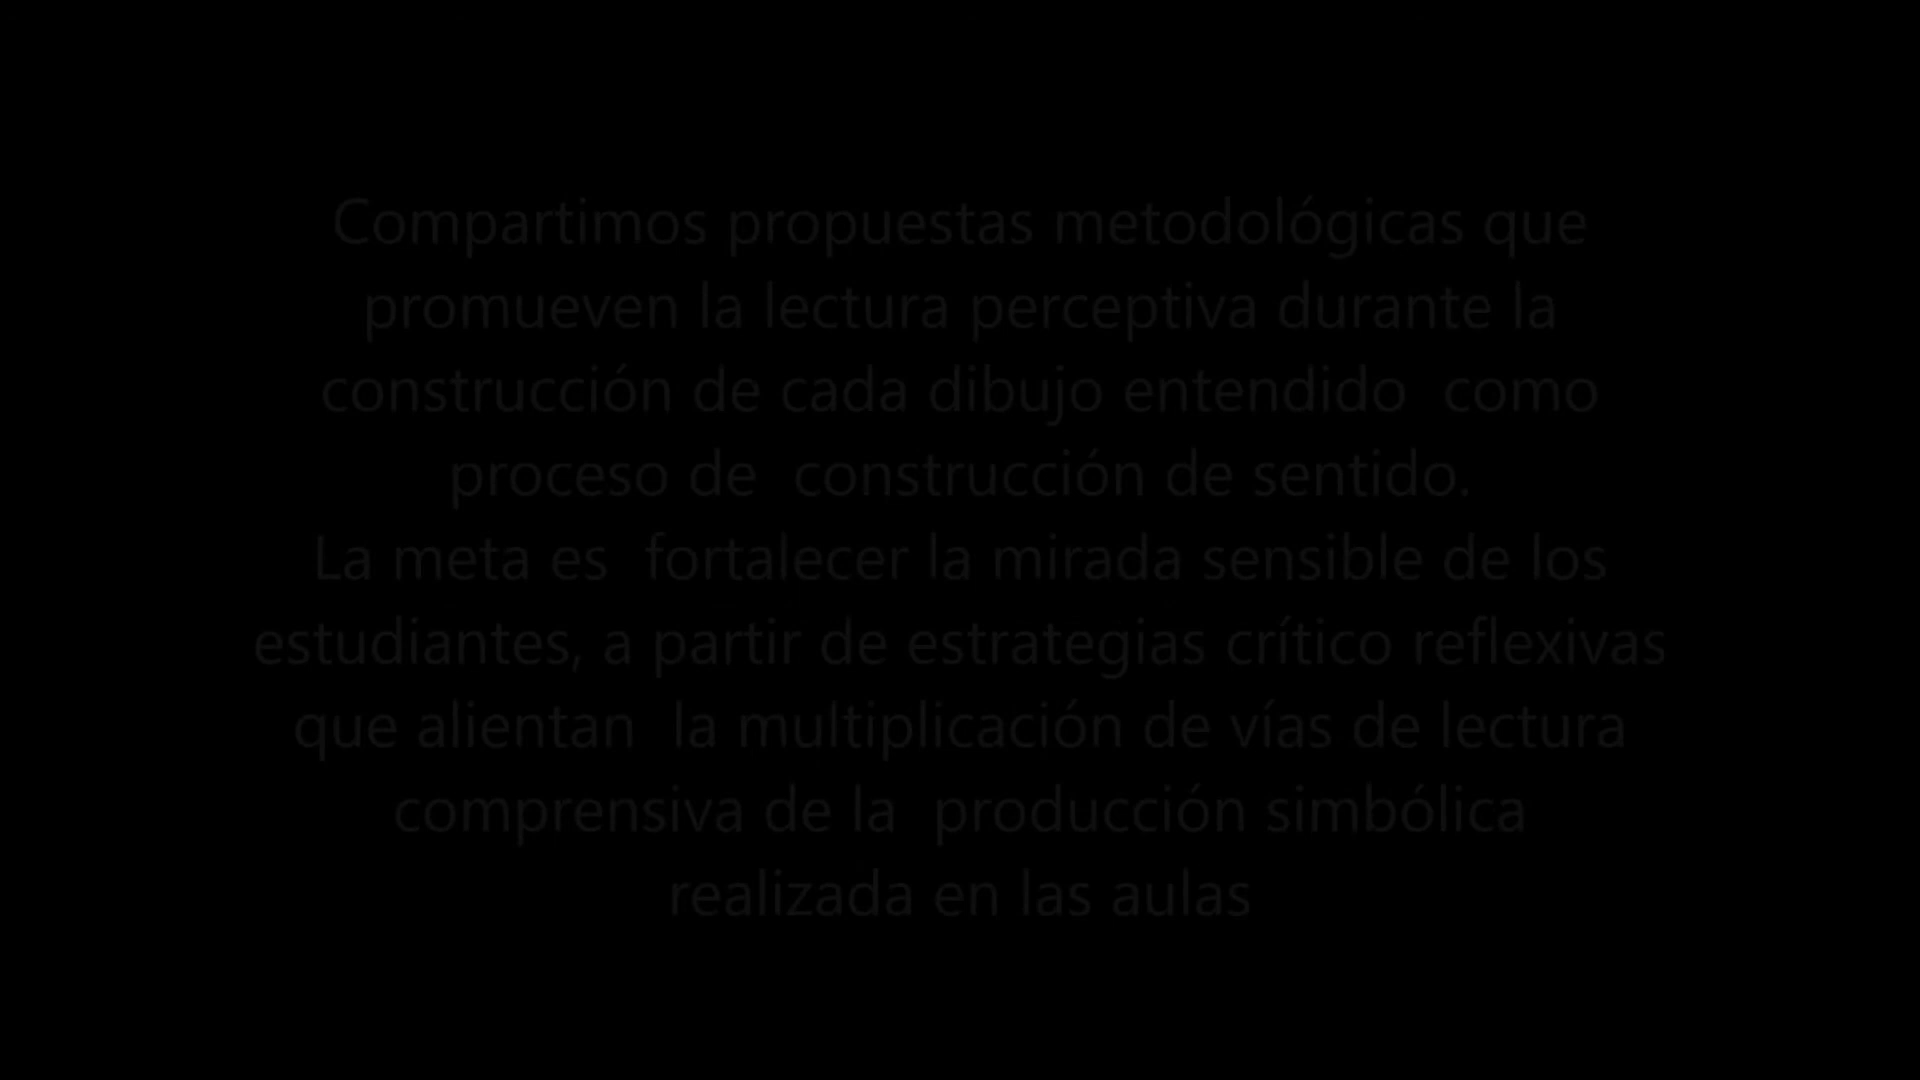 Compartimos propuestas metodológicas que
promueven la lectura perceptiva durante la
construcción de cada dibujo entendido  como
proceso de  construcción de sentido.
La meta es  fortalecer la mirada sensible de los
estudiantes, a partir de estrategias crítico reflexivas
que alientan  la multiplicación de vías de lectura
comprensiva de la  producción simbólica
realizada en las aulas